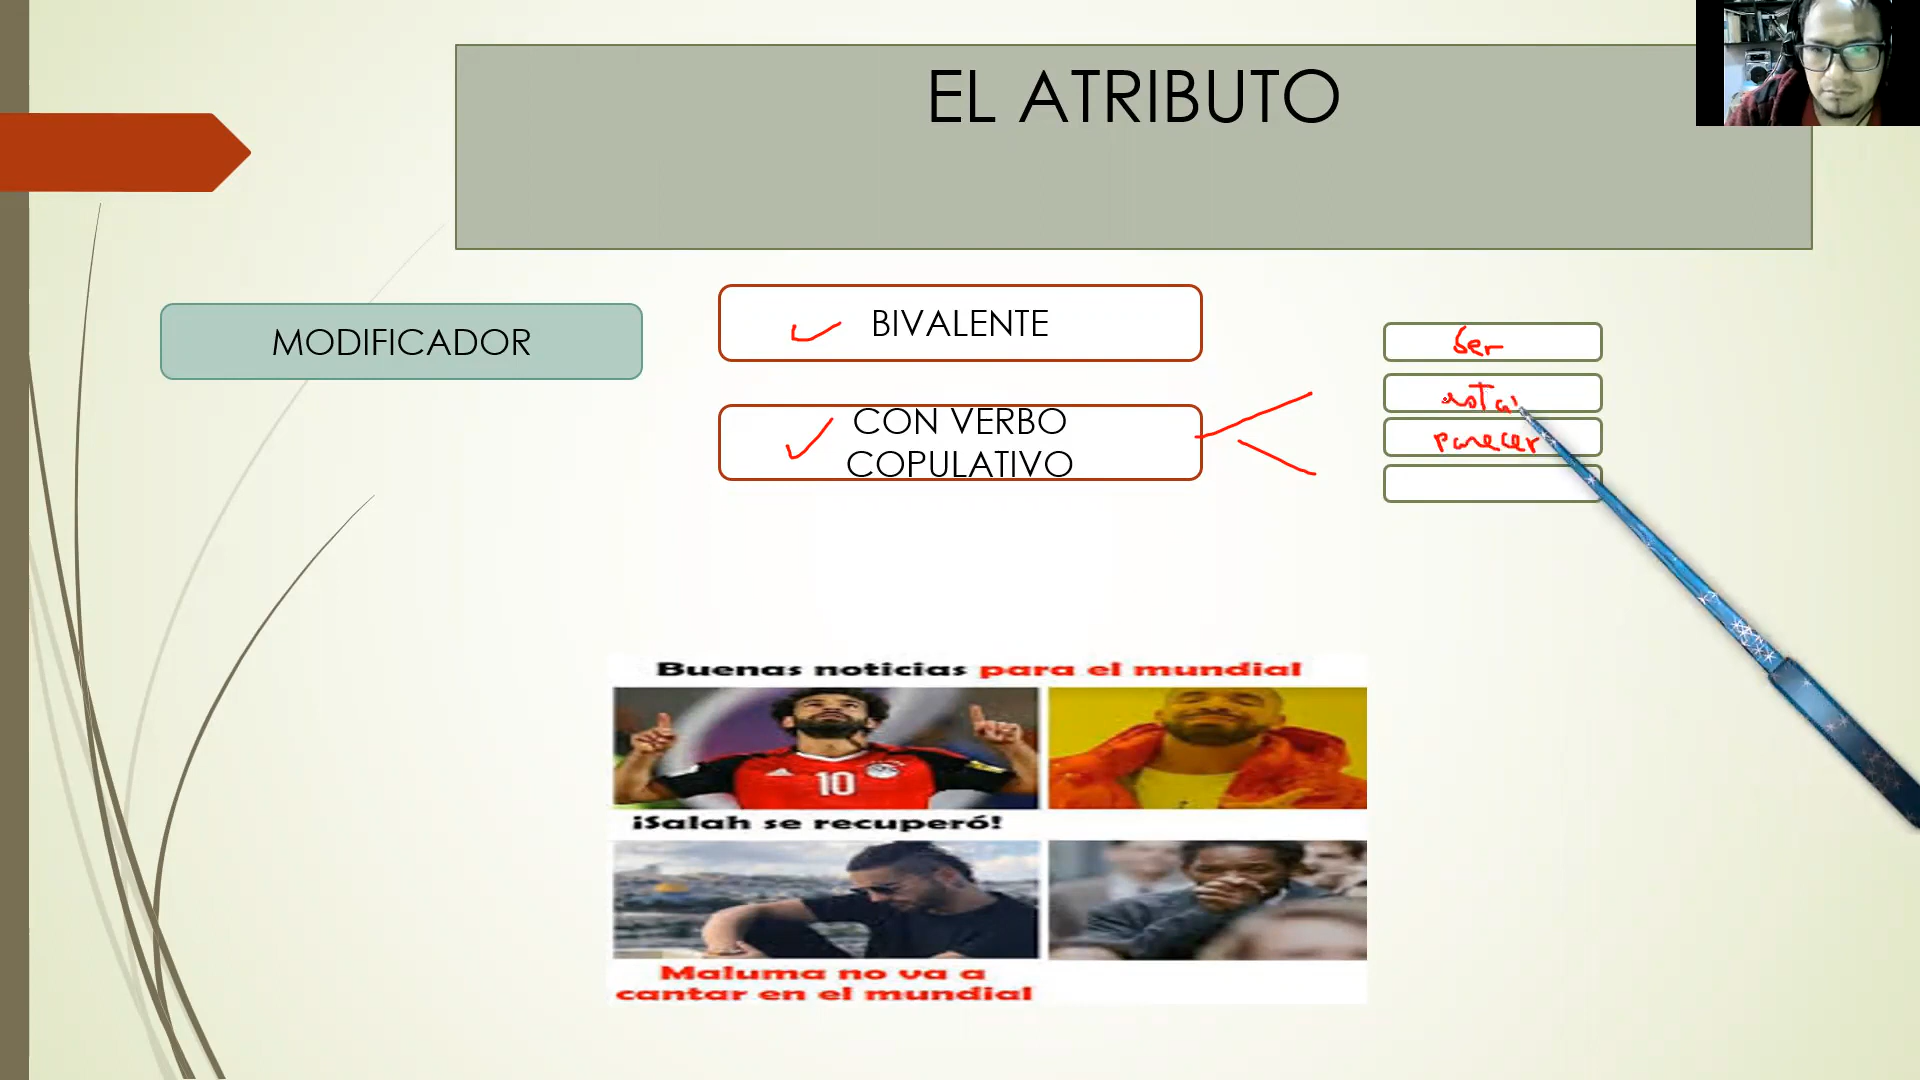 EL ATRIBUTO
MODIFICADOR
BIVALENTE
CON VERBO
COPULATIVO
Ser
estar
parecer
Buenas noticias para el mundial
10
¡Salah se recuperó!
Maluma no va a
cantar en el mundial